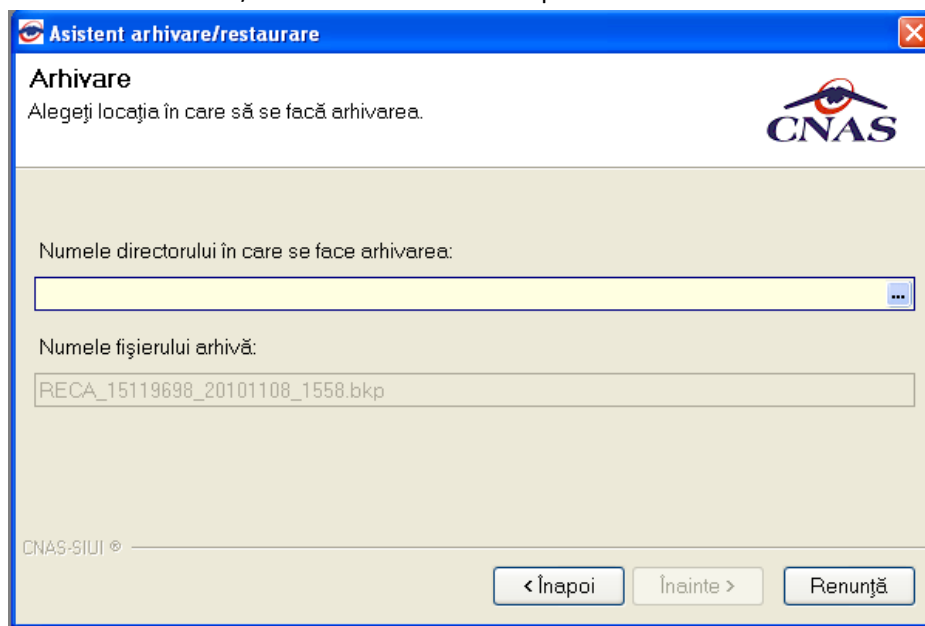 Asistent arhivare/restaurare
Arhivare
Alegeţi locaţia în care să se facă arhivarea.
CNAS
Numele directorului în care se face arhivarea:
...
Numele fişierului arhivă:
RECA_15119698_20101108_1558.bkp
CNAS-SIUI ®
< Înapoi
Înainte >
Renunţă